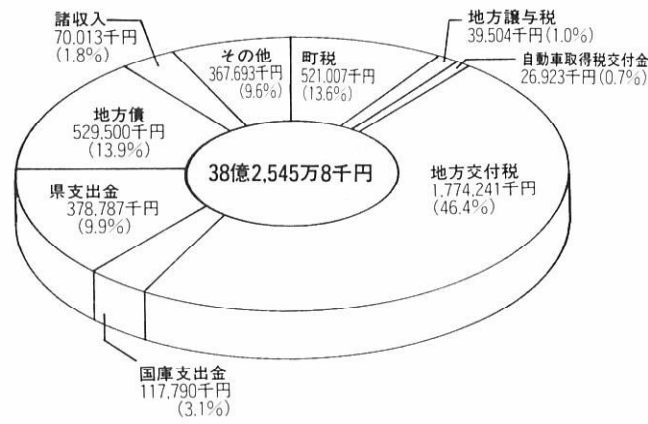 諸収入
70,013千円
(1.8%)
その他
367,693千円
(9.6%)
町税
521,007千円
(13.6%)
地方譲与税
39,504千円(1.0%)
自動車取得税交付金
26,923千円(0.7%)
地方債
529,500千円
(13.9%)
38億2,545万8千円
地方交付税
1,774,241千円
(46.4%)
県支出金
378,787千円
(9.9%)
国庫支出金
117,790千円
(3.1%)